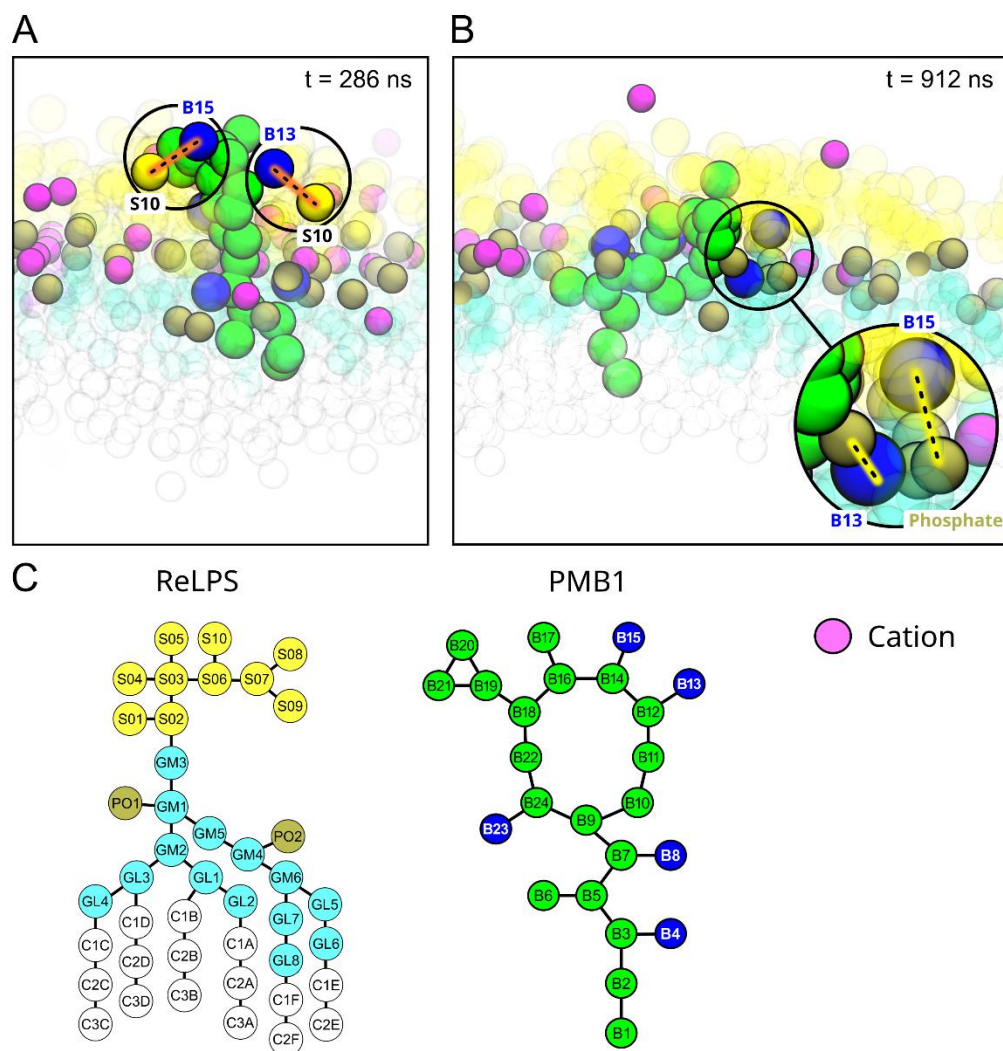 A
B
t = 286 ns
t = 912 ns
B15
B13
S10
S10
B15
B13
Phosphate
C
ReLPS
PMB1
Cation
S05
S10
S04
S03
S06
S07
S08
S09
S01
S02
GM3
PO1
GM1
GM5
PO2
GM2
GM4
GL3
GL1
GM6
GL4
GL2
GL7
GL5
C1D
C1B
GL6
C1C
C1A
GL8
C2D
C2B
C1E
C2C
C2A
C3D
C3B
C1F
C3C
C3A
C2E
C2F
B20
B17
B15
B21
B19
B16
B14
B13
B18
B12
B22
B11
B24
B10
B23
B9
B7
B8
B6
B5
B3
B4
B2
B1